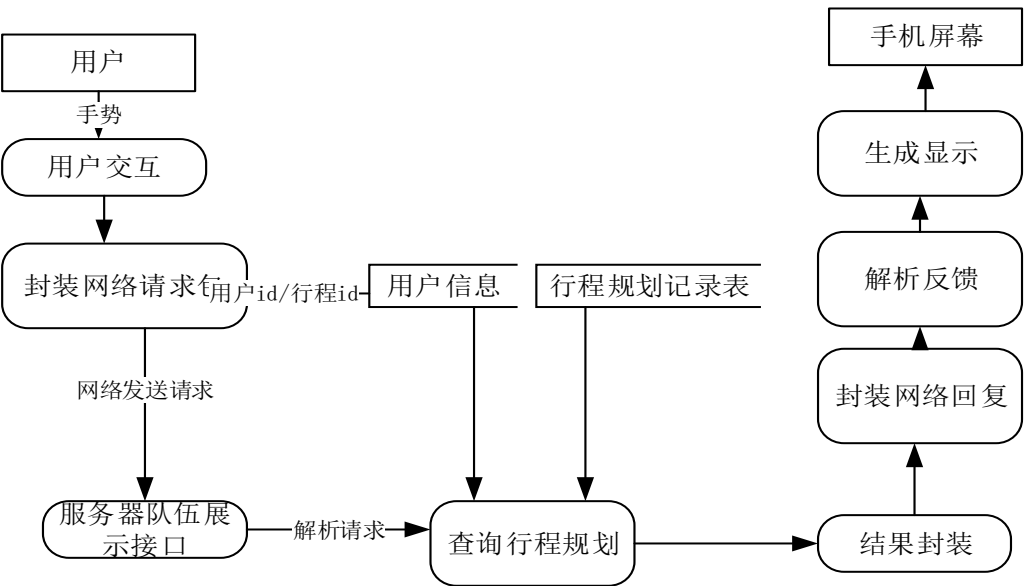 用户
手势
用户交互
封装网络请求
用户id/行程id
用户信息
行程规划记录表
网络发送请求
服务器队伍展
示接口
解析请求
查询行程规划
结果封装
封装网络回复
解析反馈
生成显示
手机屏幕